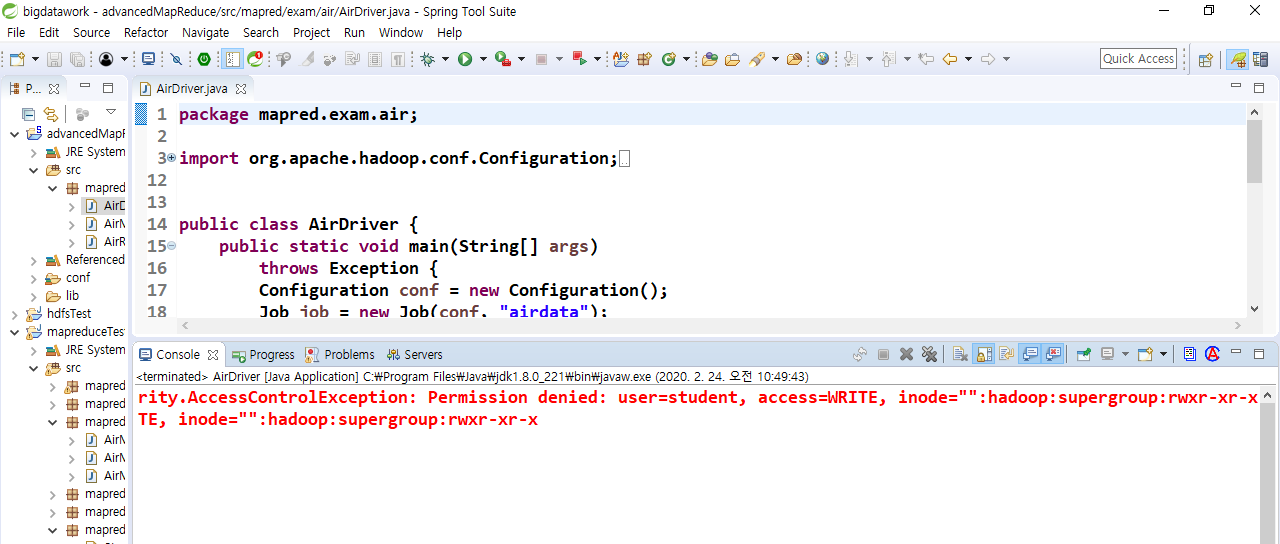 bigdatawork - advancedMapReduce/src/mapred/exam/air/AirDriver.java - Spring Tool Suite
File Edit Source Refactor Navigate Search Project Run Window Help
Quick Access
P...
AirDriver.java
advancedMapF
JRE System
src
mapred
AirD
AirM
AirR
Referenced
conf
lib
hdfsTest
mapreduceTes
JRE System
src
mapred
mapred
mapred
AirM
AirM
AirM
mapred
mapred
mapred
1 package mapred.exam.air;
2
3 import org.apache.hadoop.conf.Configuration;
12
13
14 public class AirDriver {
15 public static void main(String[] args)
16 throws Exception {
17 Configuration conf = new Configuration();
18 Job job = new Job(conf, "airdata");
Console Progress Problems Servers
<terminated> AirDriver [Java Application] C:₩Program Files₩Java₩jdk1.8.0_221₩bin₩javaw.exe (2020. 2. 24. 오전 10:49:43)
rity.AccessControlException: Permission denied: user=student, access=WRITE, inode="":hadoop:supergroup:rwxr-xr-x
TE, inode="":hadoop:supergroup:rwxr-xr-x